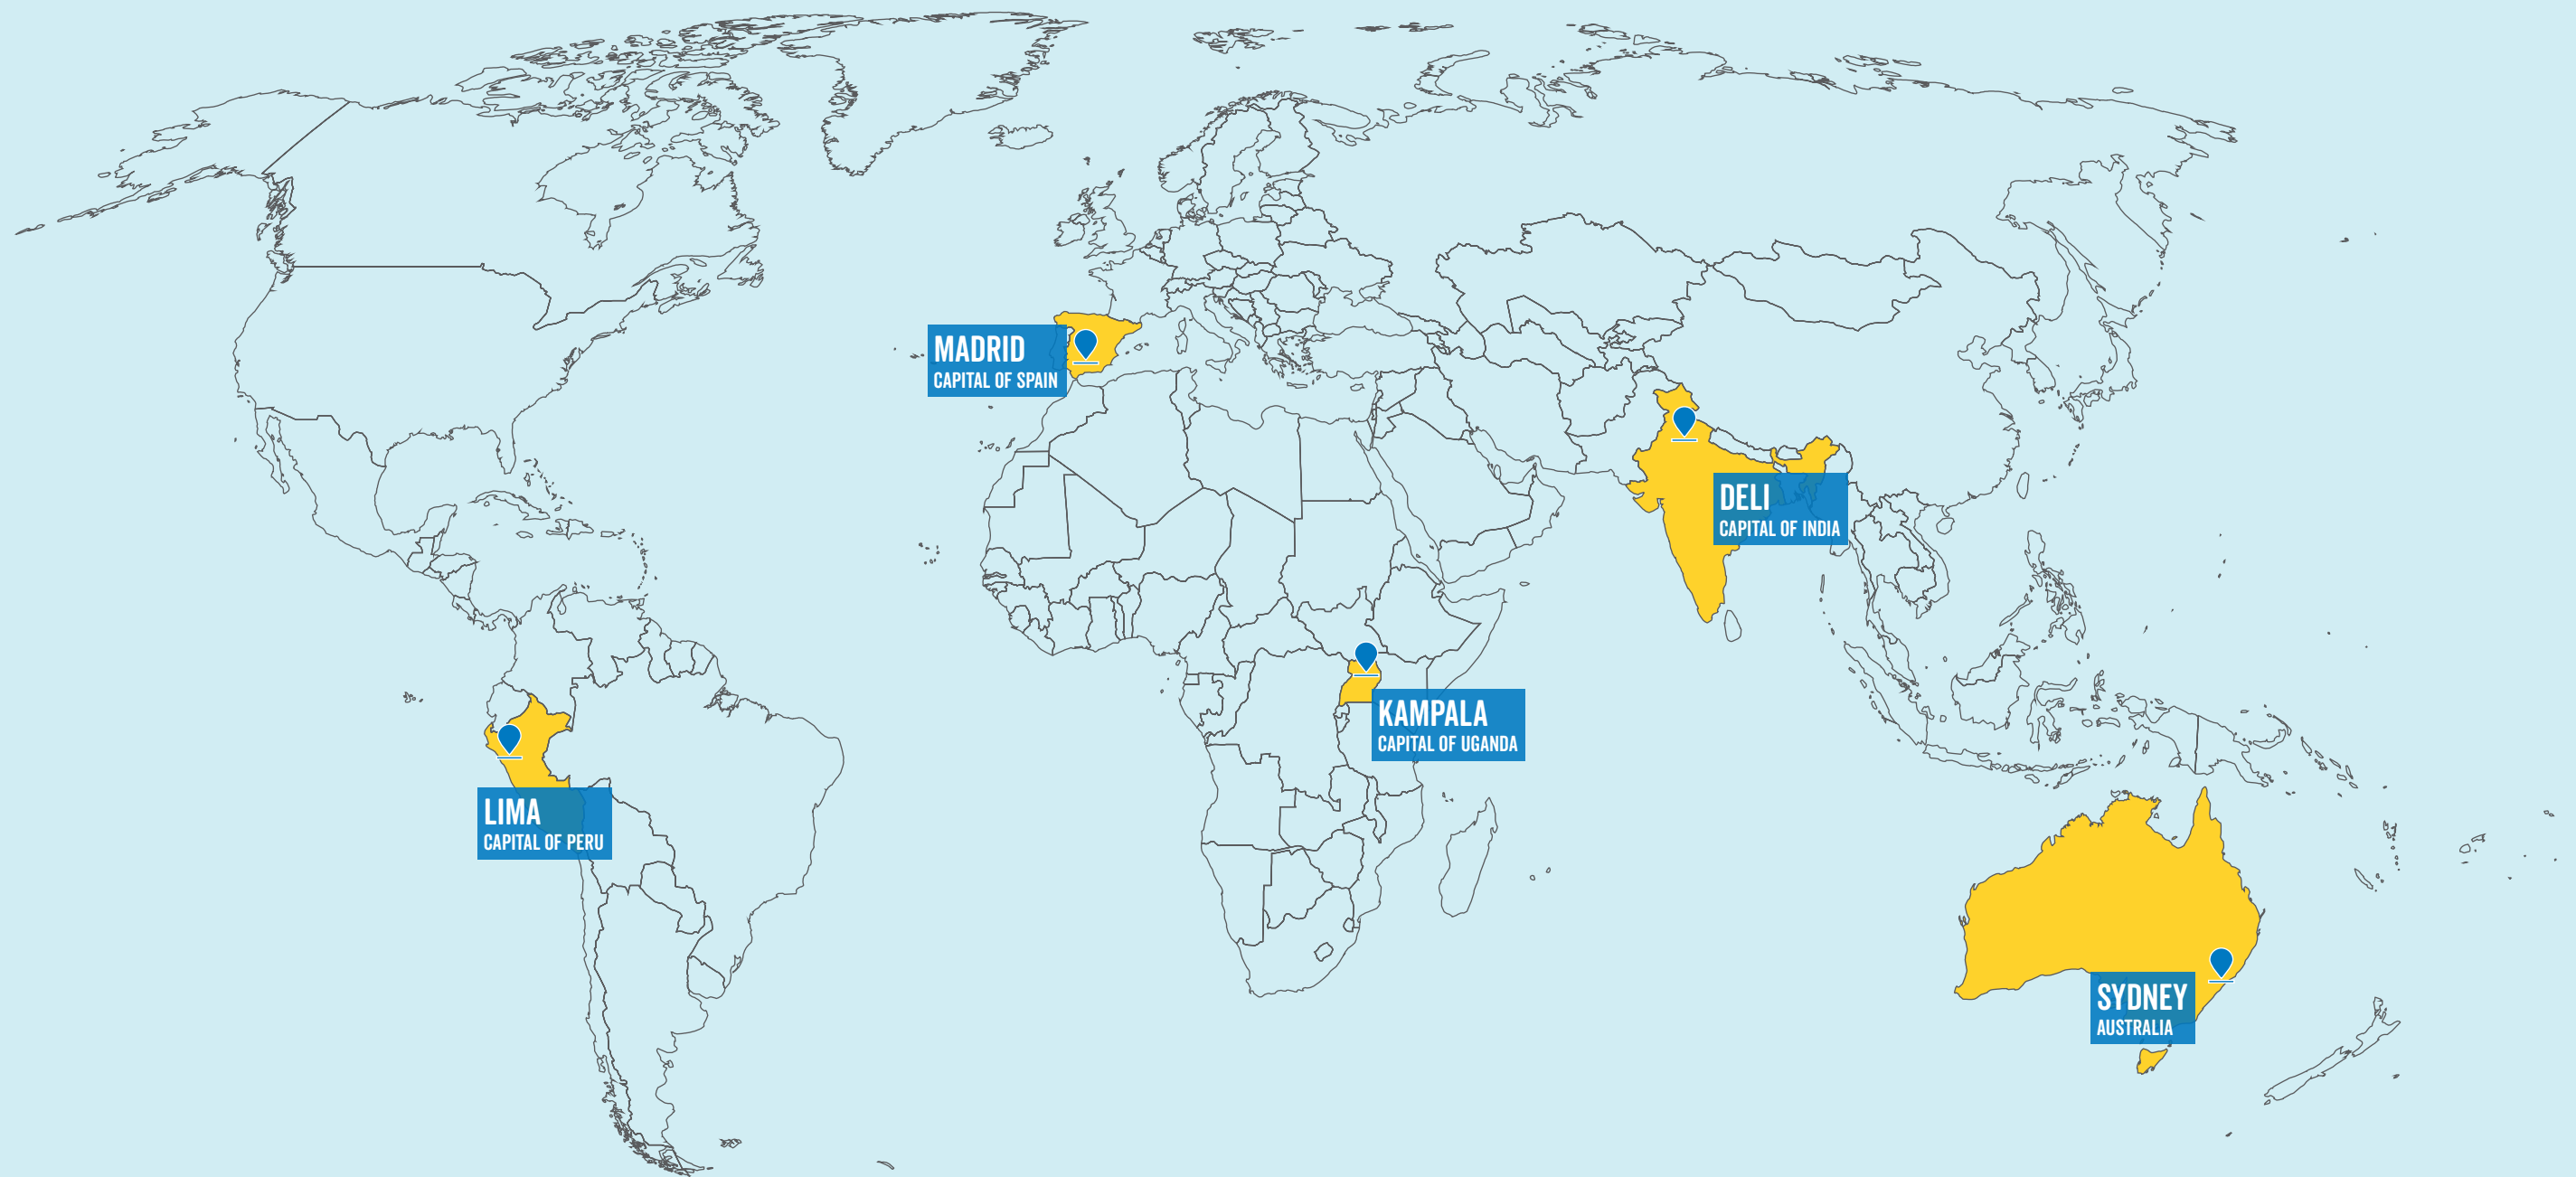 MADRID
CAPITAL OF SPAIN
DELI
CAPITAL OF INDIA
KAMPALA
CAPITAL OF UGANDA
LIMA
CAPITAL OF PERU
SYDNEY
AUSTRALIA